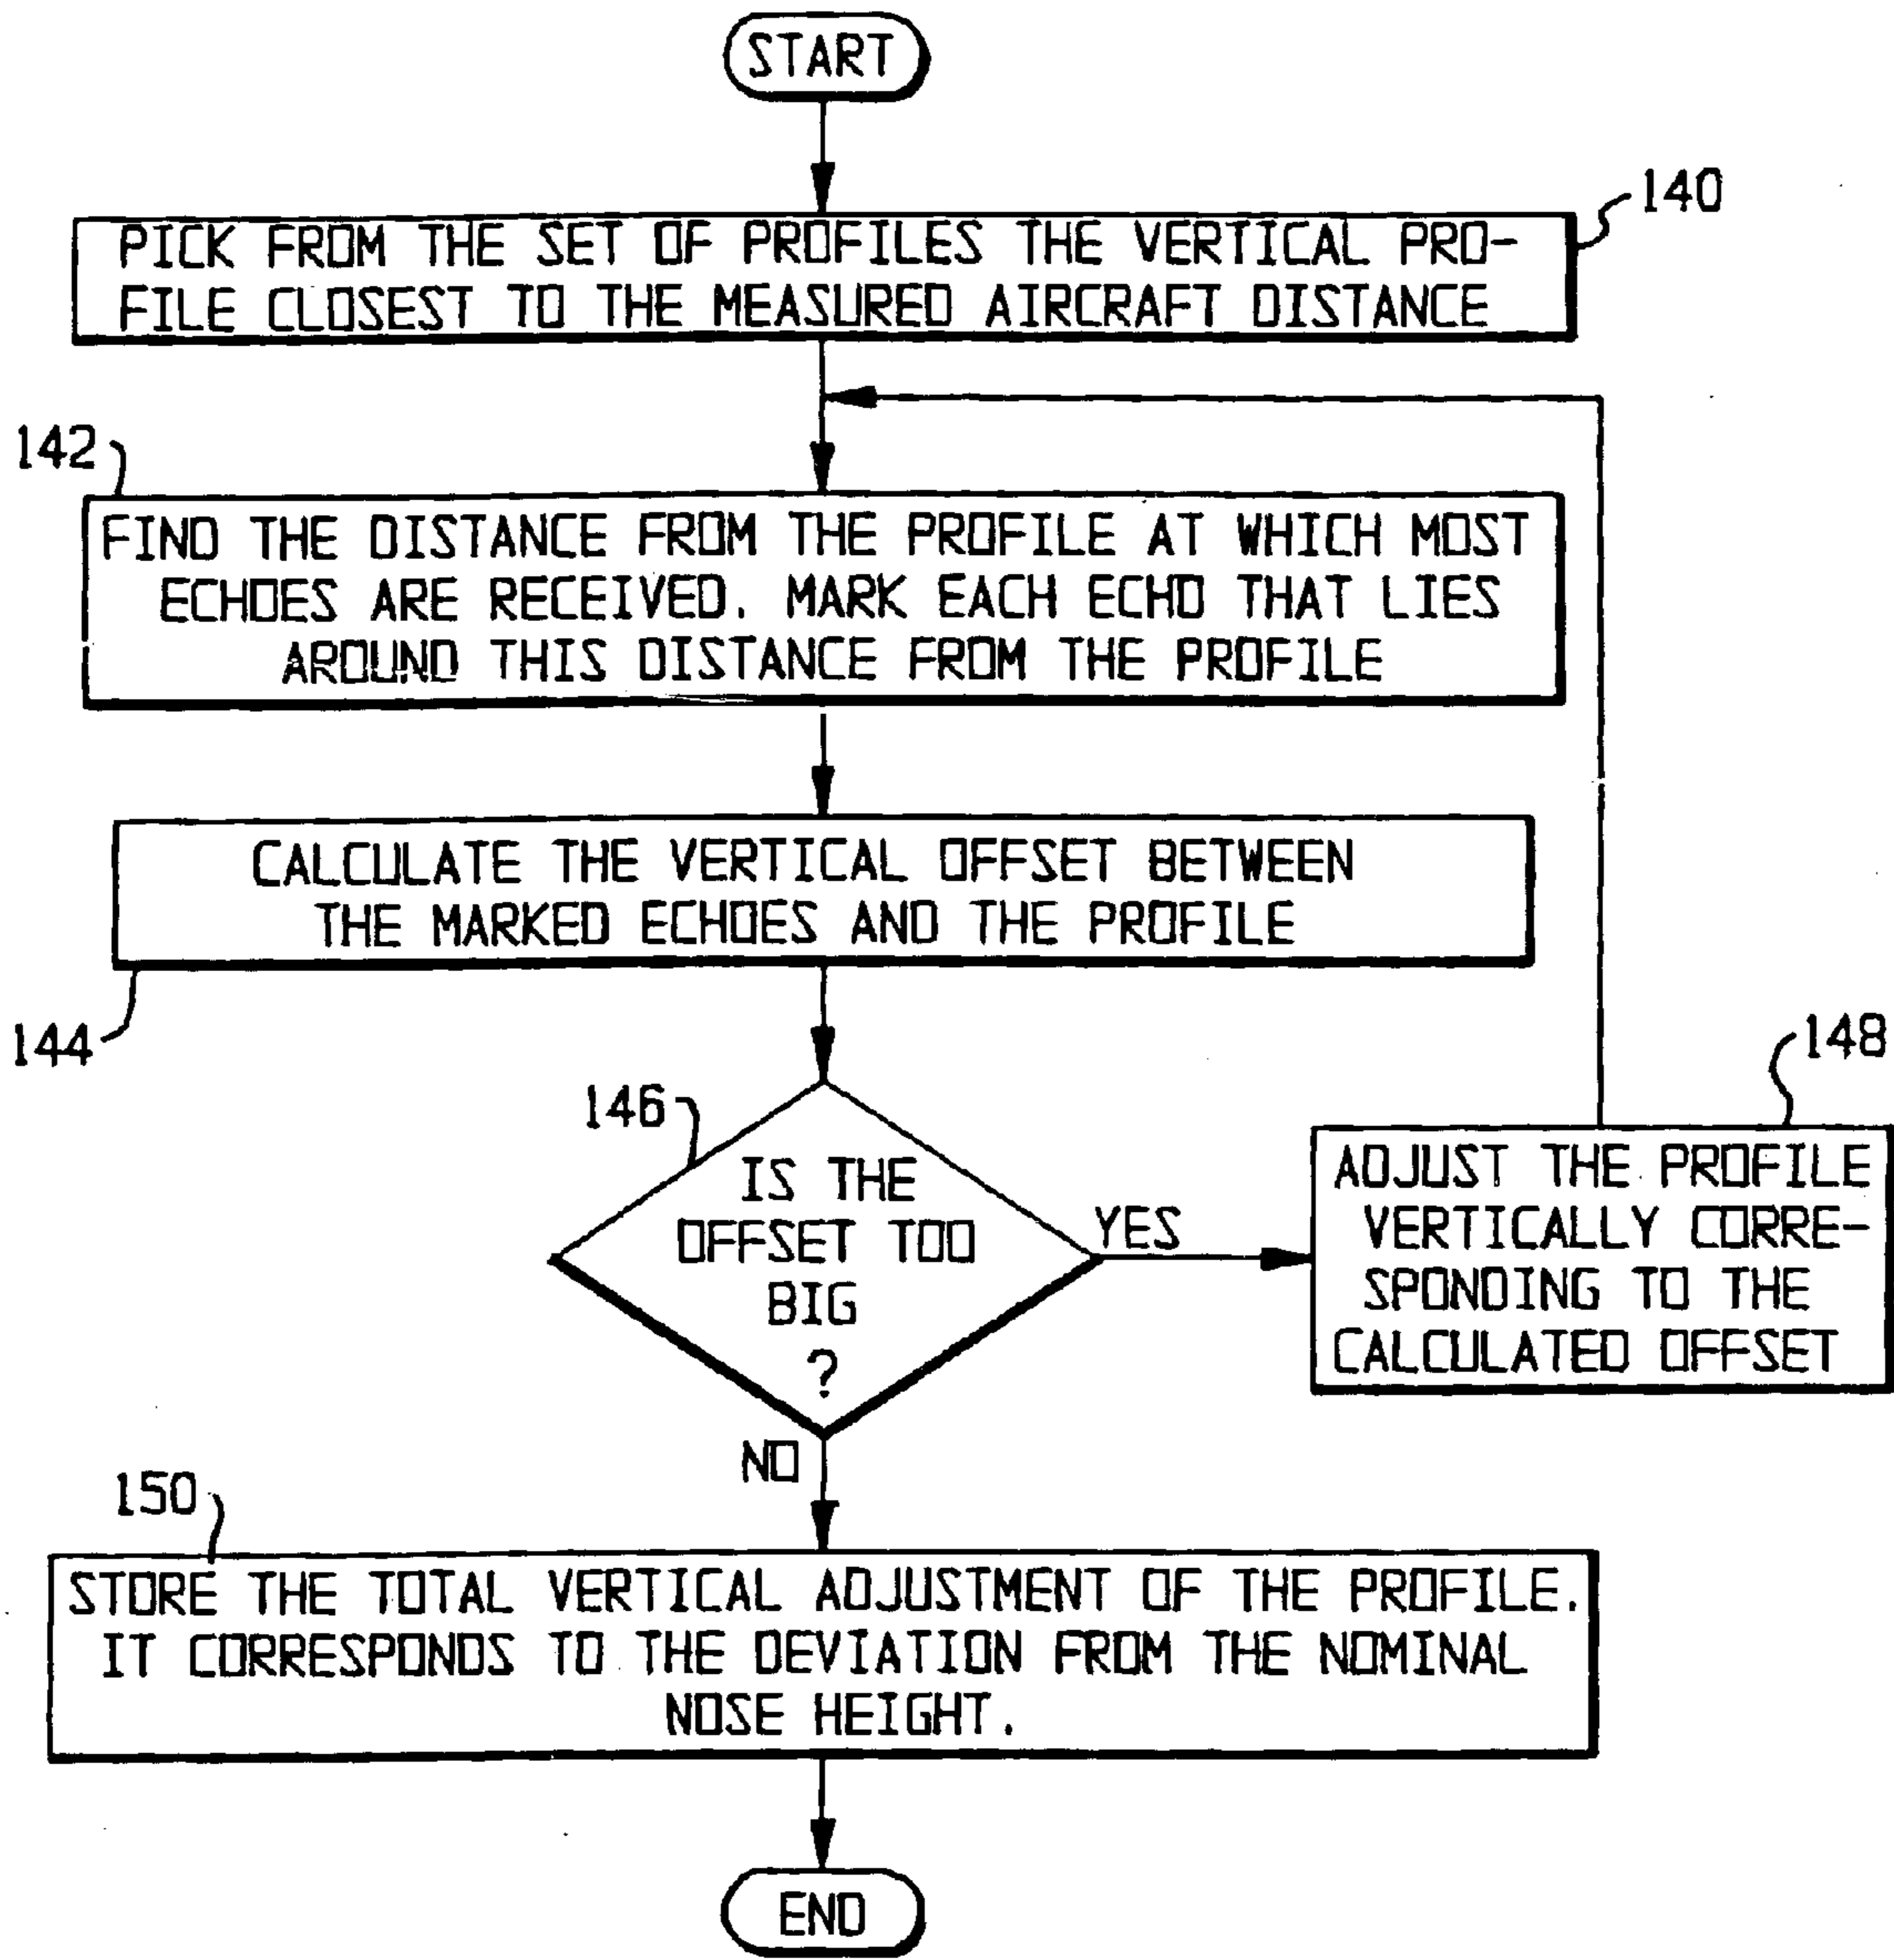 START
140
PICK FROM THE SET OF PROFILES THE VERTICAL PRO-
FILE CLOSEST TO THE MEASURED AIRCRAFT DISTANCE
142
FIND THE DISTANCE FROM THE PROFILE AT WHICH MOST
ECHOES ARE RECEIVED. MARK EACH ECHO THAT LIES
AROUND THIS DISTANCE FROM THE PROFILE
CALCULATE THE VERTICAL OFFSET BETWEEN
THE MARKED ECHOES AND THE PROFILE
144
146
IS THE
OFFSET TOO
BIG
?
YES
148
ADJUST THE PROFILE
VERTICALLY CORRE-
SPONDING TO THE
CALCULATED OFFSET
NO
150
STORE THE TOTAL VERTICAL ADJUSTMENT OF THE PROFILE.
IT CORRESPONDS TO THE DEVIATION FROM THE NOMINAL
NOSE HEIGHT.
END